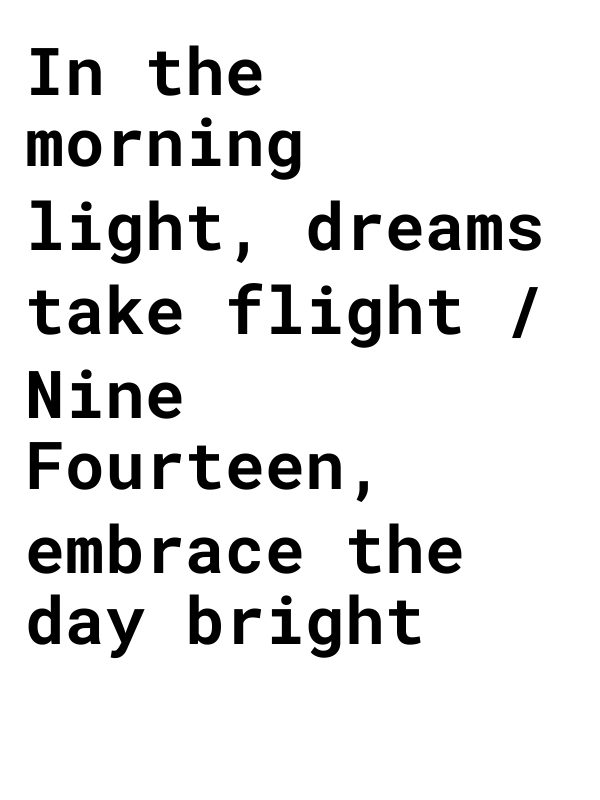 In the
morning
light, dreams
take flight /
Nine
Fourteen,
embrace the
day bright